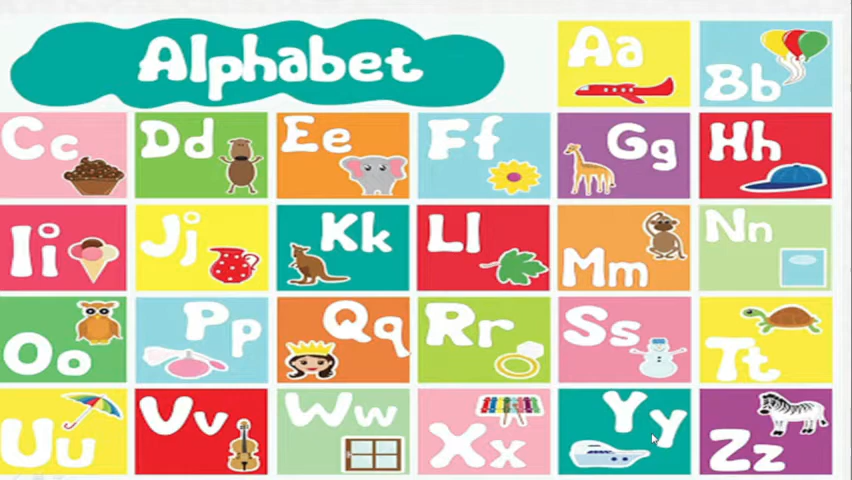 Alphabet
Aa
Bb
Cc
Dd
Ee
Ff
Gg
Hh
Ii
Jj
Kk
Ll
Mm
Nn
Oo
Pp
Qq
Rr
Ss
Tt
Uu
Vv
Ww
Xx
Yy
Zz